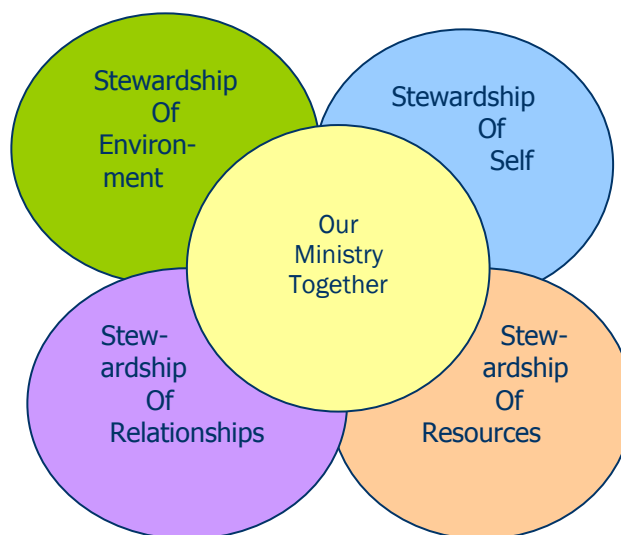 Stewardship
Of
Environ-
ment
Stewardship
Of
Self
Our
Ministry
Together
Stew-
ardship
Of
Relationships
Stew-
ardship
Of
Resources